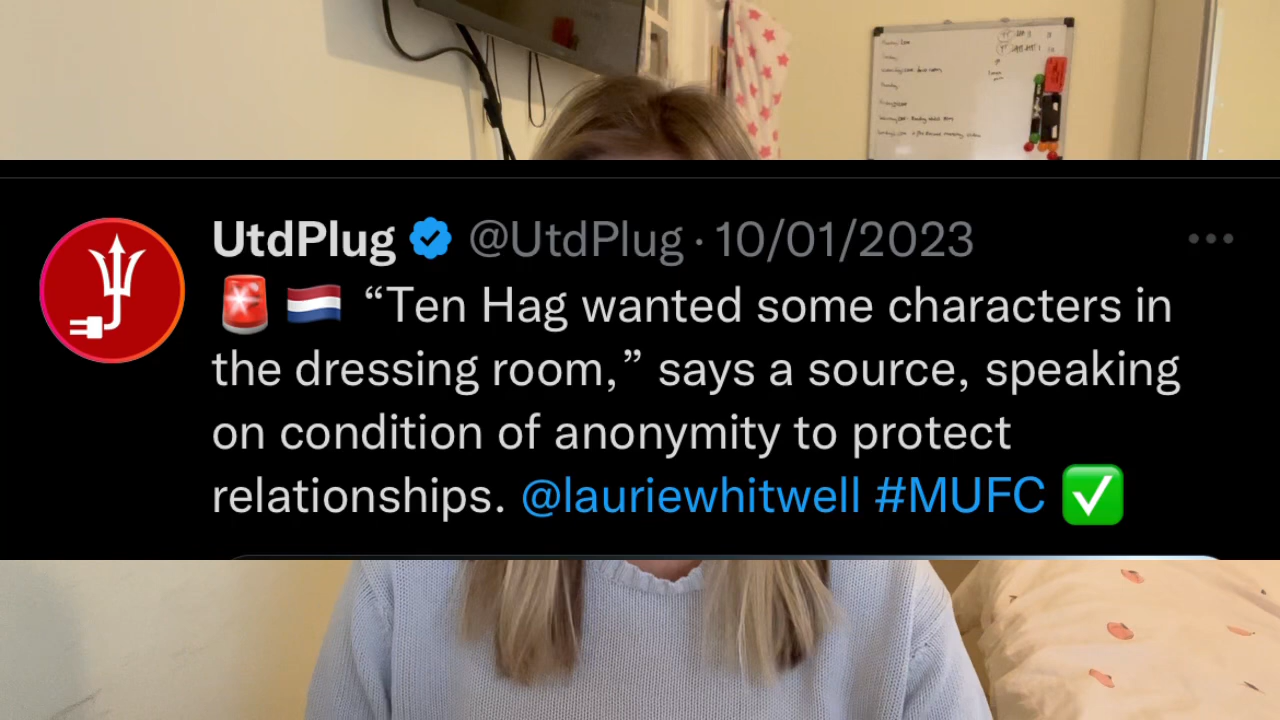 UtdPlug @UtdPlug · 10/01/2023 •••
🚨 🇳🇱 “Ten Hag wanted some characters in
the dressing room,” says a source, speaking
on condition of anonymity to protect
relationships. @lauriewhitwell #MUFC ✅